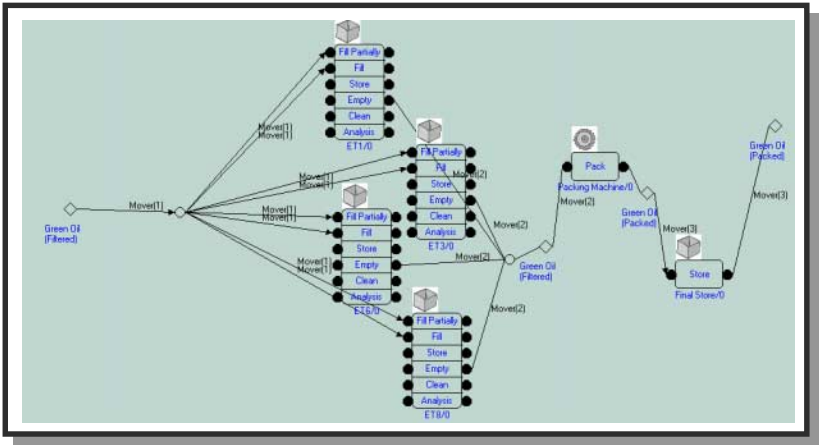 Green Oil
(Filtered)
Mover(1)
Mover(1)
Mover(1)
Fill Partially
Fill
Store
Empty
Clean
Analysis
ET1/0
Mover(1)
Mover(1)
Fill Partially
Fill
Store
Empty
Clean
Analysis
ET3/0
Mover(2)
Mover(1)
Mover(1)
Fill Partially
Fill
Store
Empty
Clean
Analysis
ET6/0
Mover(2)
Mover(2)
Mover(1)
Mover(1)
Fill Partially
Fill
Store
Empty
Clean
Analysis
ET8/0
Mover(2)
Green Oil
(Filtered)
Mover(2)
Pack
Packing Machine/0
Green Oil
(Packed)
Mover(3)
Store
Final Store/0
Mover(3)
Green Oil
(Packed)